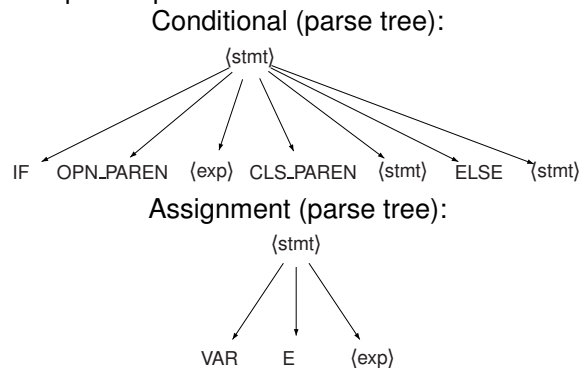 Conditional (parse tree):
⟨stmt⟩
IF OPN_PAREN ⟨exp⟩ CLS_PAREN ⟨stmt⟩ ELSE ⟨stmt⟩
Assignment (parse tree):
⟨stmt⟩
VAR E ⟨exp⟩